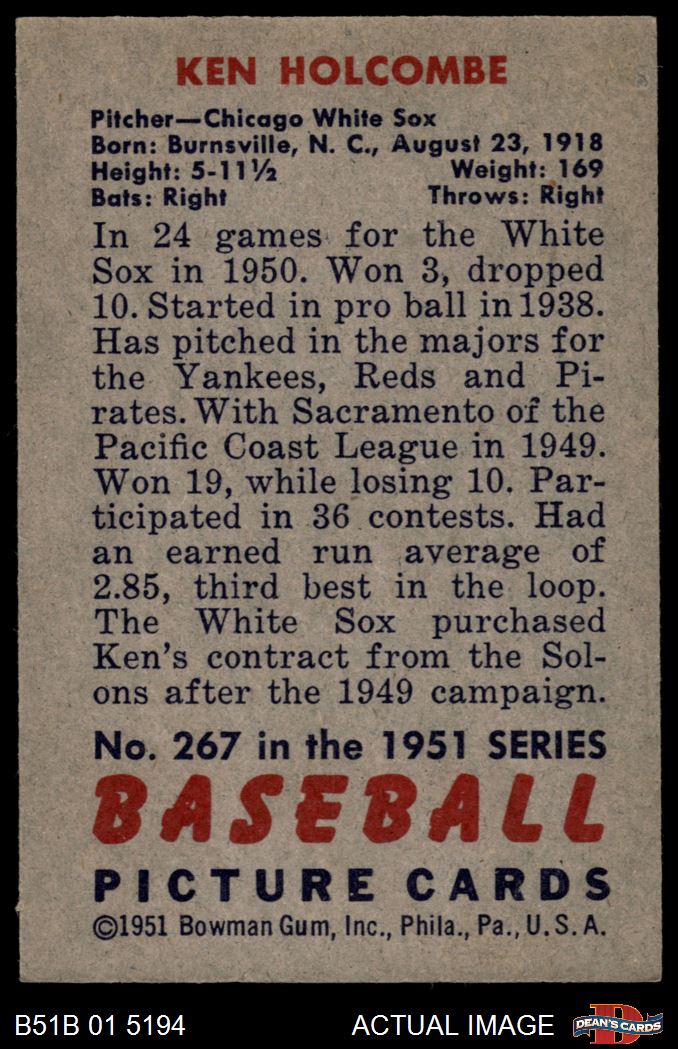 KEN HOLCOMBE
Pitcher—Chicago White Sox
Born: Burnsville, N. C., August 23, 1918
Height: 5-11½ Weight: 169
Bats: Right Throws: Right
In 24 games for the White
Sox in 1950. Won 3, dropped
10. Started in pro ball in 1938.
Has pitched in the majors for
the Yankees, Reds and Pi-
rates. With Sacramento of the
Pacific Coast League in 1949.
Won 19, while losing 10. Par-
ticipated in 36 contests. Had
an earned run average of
2.85, third best in the loop.
The White Sox purchased
Ken's contract from the Sol-
ons after the 1949 campaign.
No. 267 in the 1951 SERIES
BASEBALL
PICTURE CARDS
©1951 Bowman Gum, Inc., Phila., Pa., U.S.A.
B51B 01 5194 ACTUAL IMAGE
D
DEAN'S CARDS